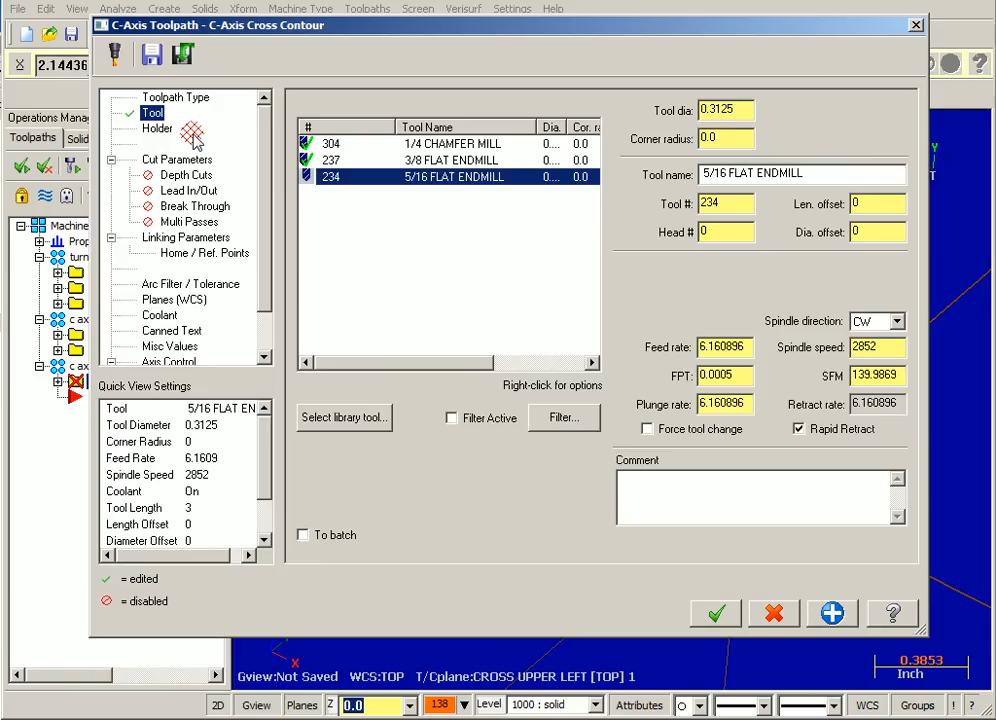 File Edit View Analyze Create Solids Xform Machine Type Toolpaths Screen Verisurf Settings Help
C-Axis Toolpath - C-Axis Cross Contour
X 2.14436
Operations Mana
Toolpaths Solid
Machine
Prop
turn
c ax
c ax
Toolpath Type
Tool
Holder
Cut Parameters
Depth Cuts
Lead In/Out
Break Through
Multi Passes
Linking Parameters
Home / Ref. Points
Arc Filter / Tolerance
Planes (WCS)
Coolant
Canned Text
Misc Values
Axis Control
Quick View Settings
Tool 5/16 FLAT EN
Tool Diameter 0.3125
Corner Radius 0
Feed Rate 6.1609
Spindle Speed 2852
Coolant On
Tool Length 3
Length Offset 0
Diameter Offset 0
= edited
= disabled
# Tool Name Dia. Cor. ra
304 1/4 CHAMFER MILL 0.... 0.0
237 3/8 FLAT ENDMILL 0.... 0.0
234 5/16 FLAT ENDMILL 0.... 0.0
Right-click for options
Select library tool... Filter Active Filter...
To batch
Tool dia: 0.3125
Corner radius: 0.0
Tool name: 5/16 FLAT ENDMILL
Tool #: 234 Len. offset: 0
Head # 0 Dia. offset: 0
Spindle direction: CW
Feed rate: 6.160896 Spindle speed: 2852
FPT: 0.0005 SFM 139.9869
Plunge rate: 6.160896 Retract rate: 6.160896
Force tool change Rapid Retract
Comment
Y
X
0.3853
Inch
Gview:Not Saved WCS:TOP T/Cplane:CROSS UPPER LEFT [TOP] 1
2D Gview Planes Z 0.0 138 Level 1000 : solid Attributes WCS Groups ! ?